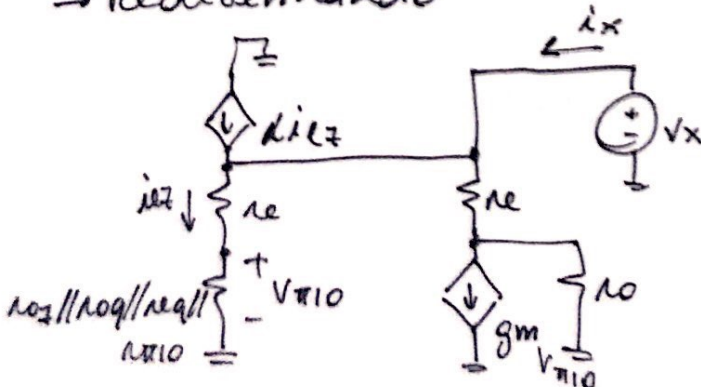 ix
αie7
Vx
ie7
re
re
+
Vπ10
-
ro7||ro9||re9||
rπ10
gm
Vπ10
ro
+
-